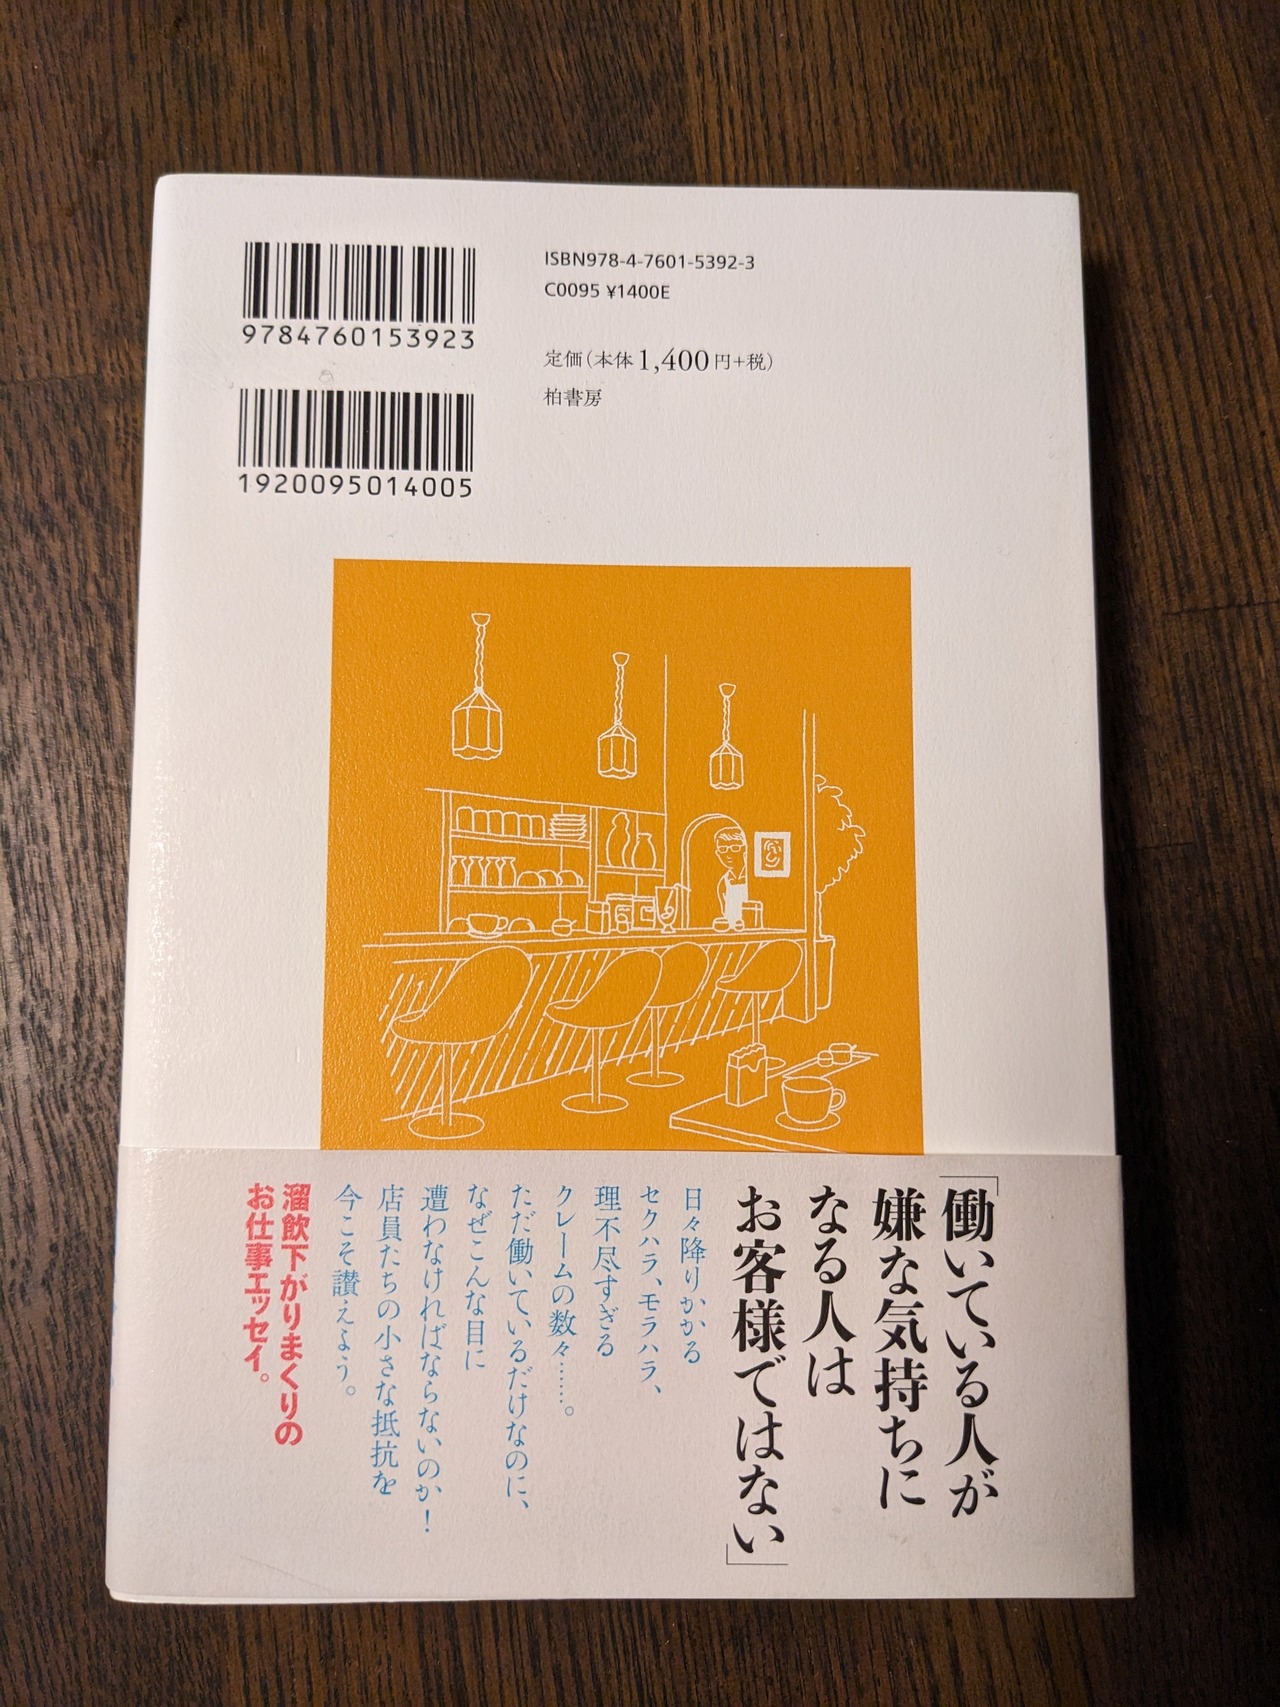 9784760153923
1920095014005
ISBN978-4-7601-5392-3
C0095 ¥1400E
定価(本体1,400円+税)
柏書房
「働いている人が
嫌な気持ちに
なる人は
お客様ではない」
日々降りかかる
セクハラ、モラハラ、
理不尽すぎる
クレームの数々……。
ただ働いているだけなのに、
なぜこんな目に
遭わなければならないのか!
店員たちの小さな抵抗を
今こそ讃えよう。
溜飲下がりまくりの
お仕事エッセイ。